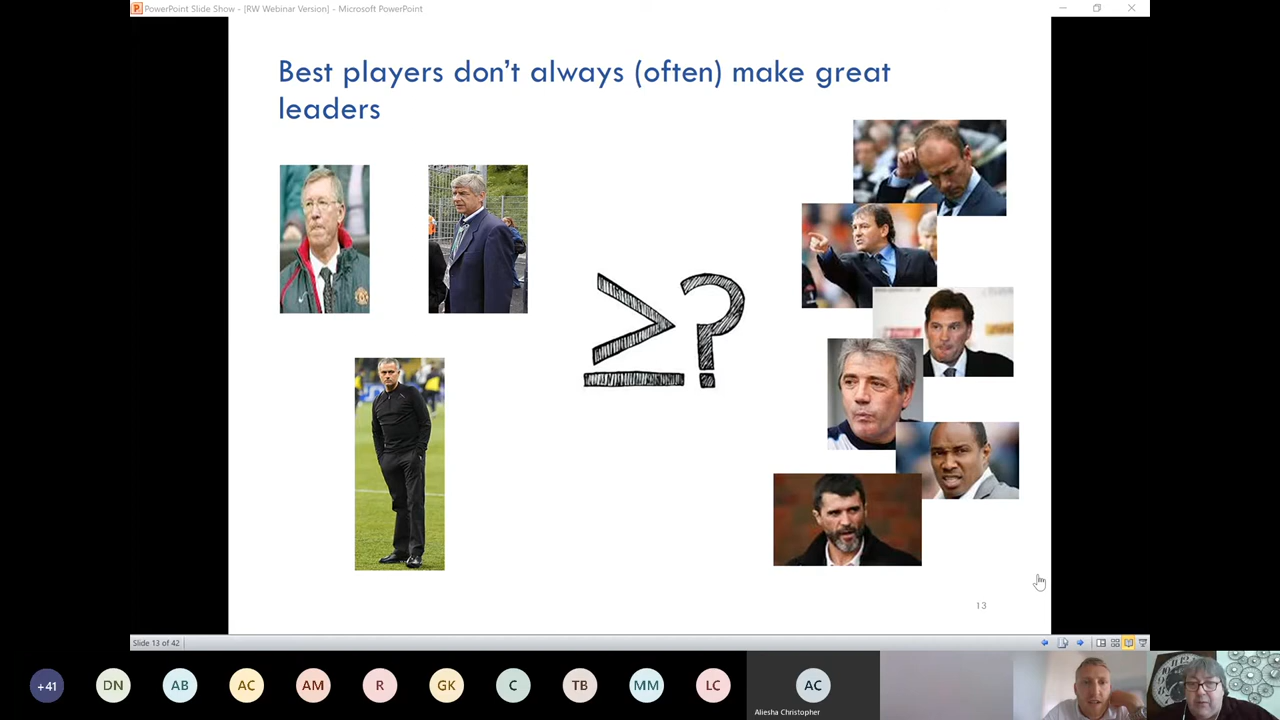 PowerPoint Slide Show - [RW Webinar Version] - Microsoft PowerPoint
Best players don't always (often) make great
leaders
≥?
13
Slide 13 of 42
+41
DN
AB
AC
AM
R
GK
C
TB
MM
LC
AC
Aliesha Christopher